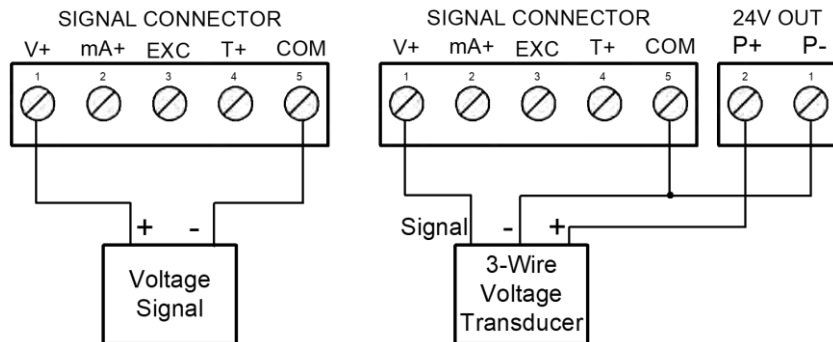 SIGNAL CONNECTOR
V+ mA+ EXC T+ COM
1 2 3 4 5
+ -
Voltage
Signal
SIGNAL CONNECTOR 24V OUT
V+ mA+ EXC T+ COM P+ P-
1 2 3 4 5 2 1
Signal - +
3-Wire
Voltage
Transducer